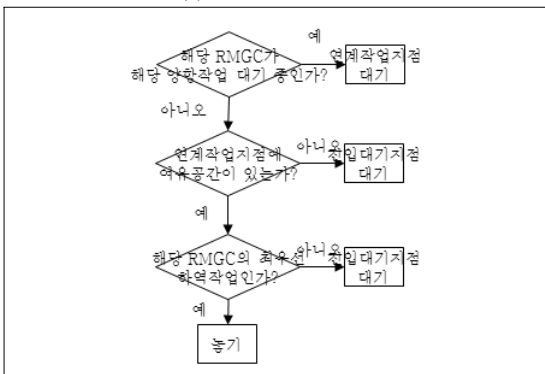 해당 RMGC가
해당 양항작업 대기 중인가?
예
연계작업지점
대기
아니오
연계작업지점에
여유공간이 있는가?
아니오
진입대기지점
대기
예
해당 RMGC의 최우선
하역작업인가?
아니오
진입대기지점
대기
예
놓기